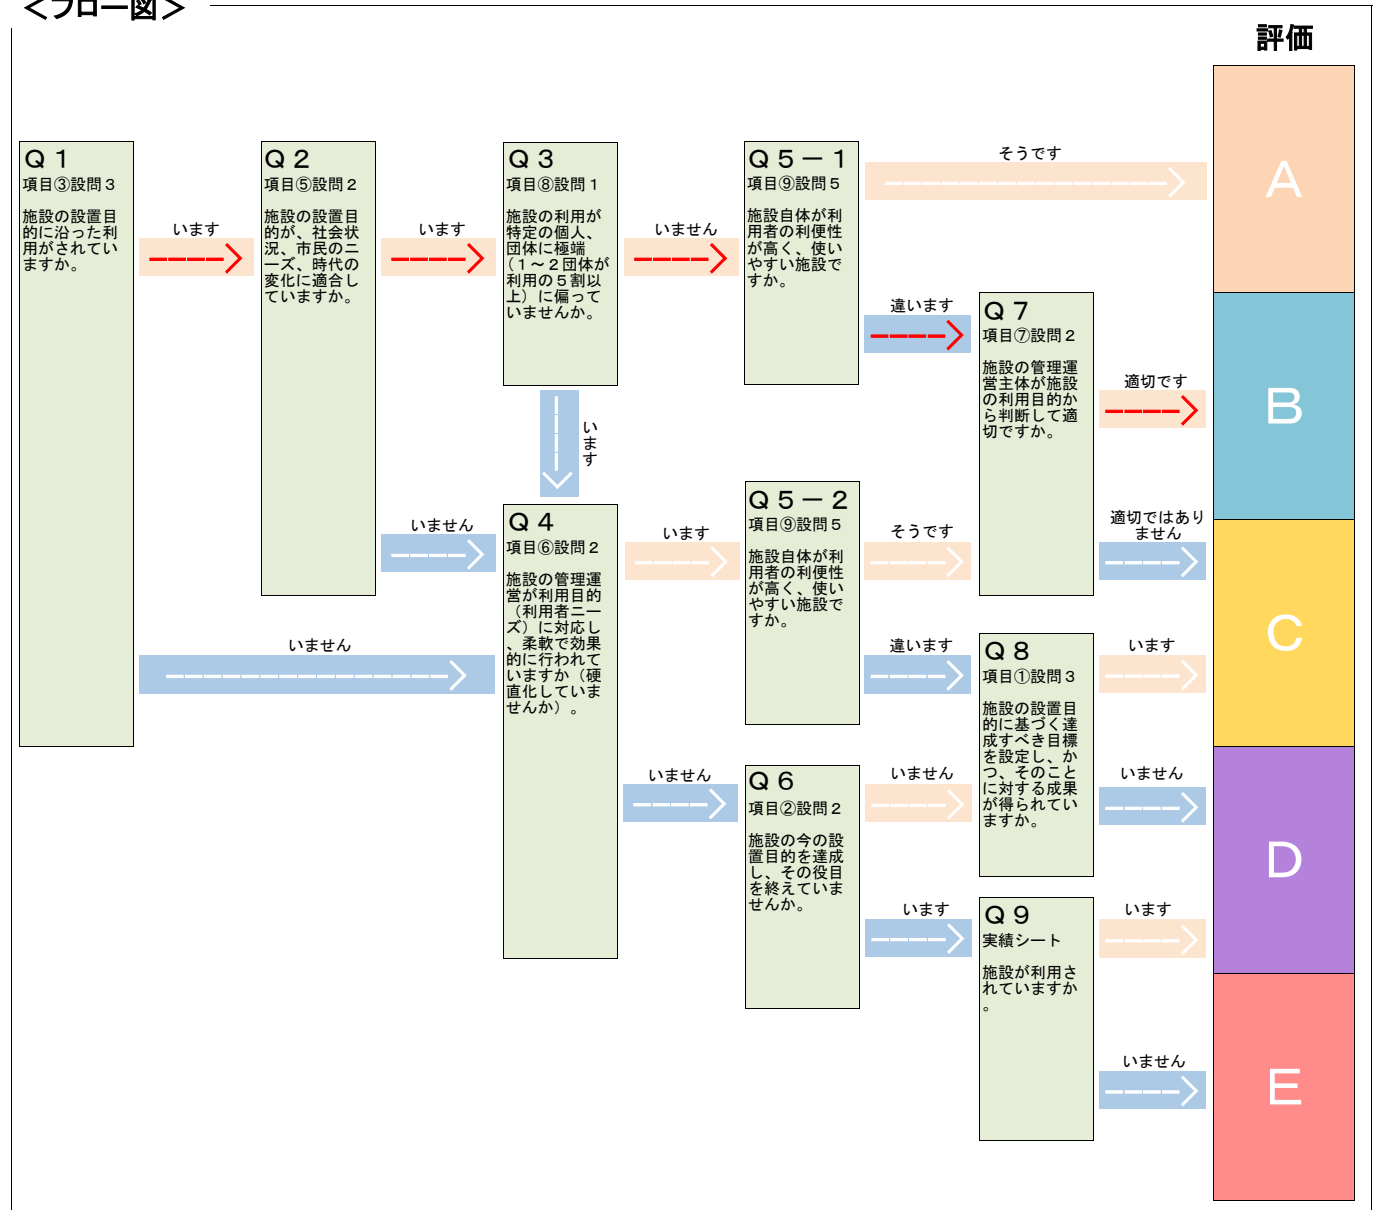 ＜フロー図＞
評価
Ｑ１
項目③設問３
施設の設置目
的に沿った利
用がされてい
ますか。
います
Ｑ２
項目⑤設問２
施設の設置目
的が、社会状
況、市民のニ
ーズ、時代の
変化に適合し
ていますか。
います
Ｑ３
項目⑧設問１
施設の利用が
特定の個人、
団体に極端
（１～２団体が
利用の５割以
上）に偏って
いませんか。
いません
Ｑ５－１
項目⑨設問５
施設自体が利
用者の利便性
が高く、使い
やすい施設で
すか。
そうです
A
違います
Ｑ７
項目⑦設問２
施設の管理運
営主体が施設
の利用目的か
ら判断して適
切ですか。
適切です
B
います
いません
Ｑ４
項目⑥設問２
施設の管理運
営が利用目的
（利用者ニー
ズ）に対応し
、柔軟で効果
的に行われて
いますか（硬
直化していま
せんか）。
います
Ｑ５－２
項目⑨設問５
施設自体が利
用者の利便性
が高く、使い
やすい施設で
すか。
そうです
適切ではあり
ません
C
いません
違います
Ｑ８
項目①設問３
施設の設置目
的に基づく達
成すべき目標
を設定し、か
つ、そのこと
に対する成果
が得られてい
ますか。
います
いません
Ｑ６
項目②設問２
施設の今の設
置目的を達成
し、その役目
を終えていま
せんか。
いません
いません
D
います
Ｑ９
実績シート
施設が利用さ
れていますか
。
います
いません
E